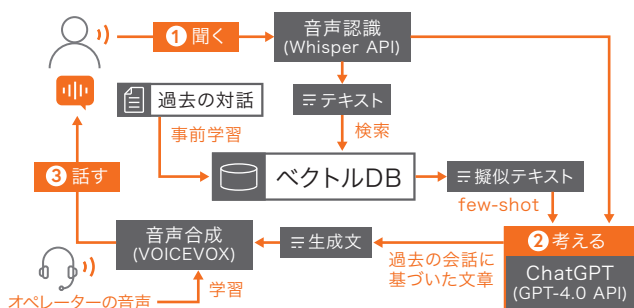 1 聞く
音声認識
(Whisper API)
過去の対話
テキスト
事前学習
検索
3 話す
ベクトルDB
擬似テキスト
few-shot
音声合成
(VOICEVOX)
生成文
過去の会話に
基づいた文章
2 考える
ChatGPT
(GPT-4.0 API)
学習
オペレーターの音声